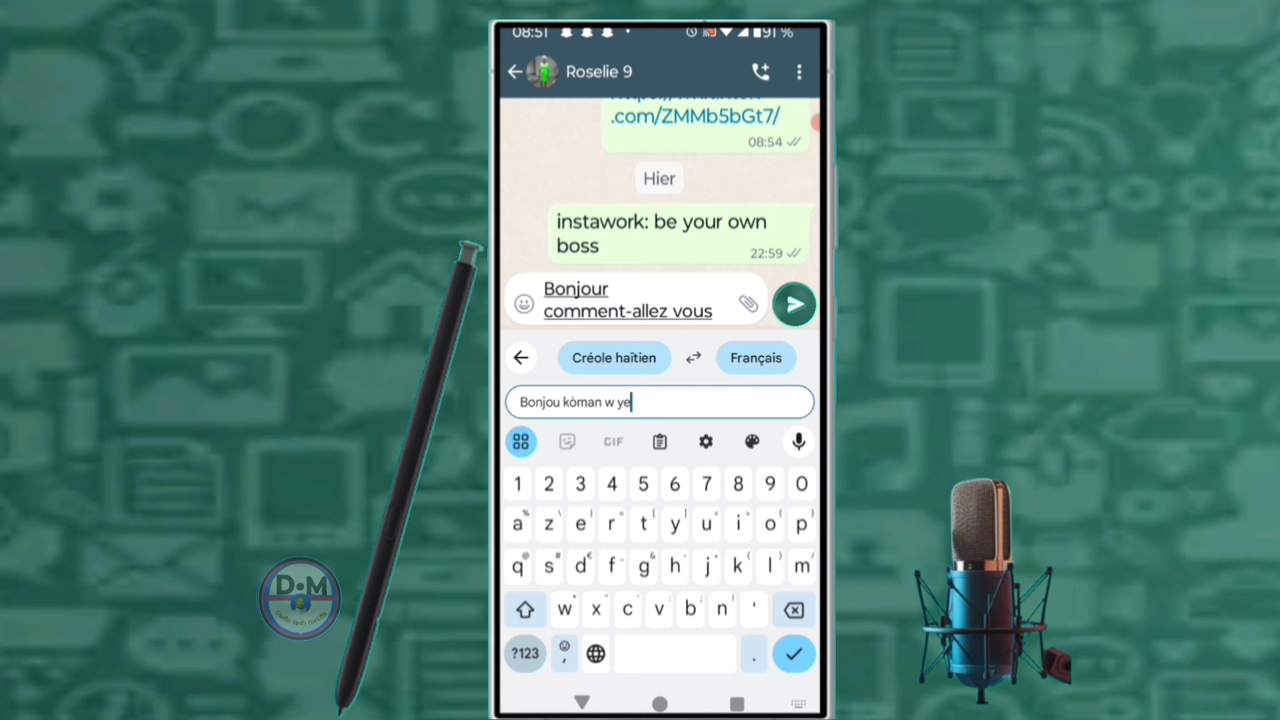 08:51
91 %
Roselie 9
.com/ZMMb5bGt7/
08:54
Hier
instawork: be your own
boss
22:59
Bonjour
comment-allez vous
Créole haïtien
Français
Bonjou kòman w ye
GIF
1 2 3 4 5 6 7 8 9 0
a z e r t y u i o p
q s d f g h j k l m
w x c v b n '
?123 , .
D•M